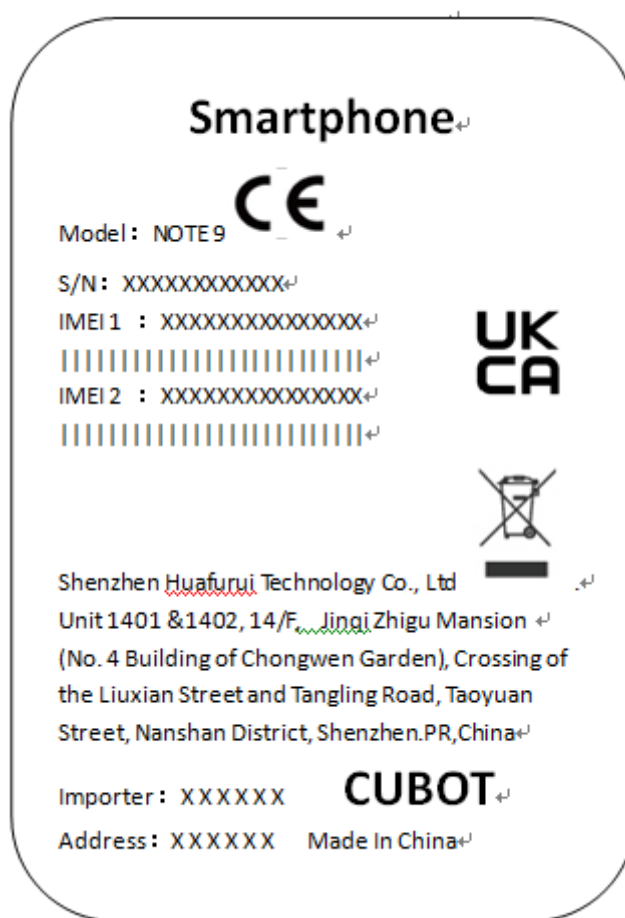 Smartphone
CE
Model： NOTE 9
S/N： XXXXXXXXXXXX
IMEI 1 ： XXXXXXXXXXXXXXX
IMEI 2 ： XXXXXXXXXXXXXXX
UK
CA
Shenzhen Huafurui Technology Co., Ltd .
Unit 1401 &1402, 14/F, Jinqi Zhigu Mansion
(No. 4 Building of Chongwen Garden), Crossing of
the Liuxian Street and Tangling Road, Taoyuan
Street, Nanshan District, Shenzhen.PR,China
Importer： XXXXXX CUBOT
Address： XXXXXX Made In China